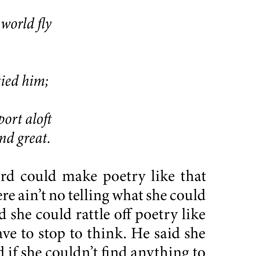 world fly
ied him;
port aloft
nd great.
rd could make poetry like that
ere ain’t no telling what she could
d she could rattle off poetry like
ave to stop to think. He said she
d if she couldn’t find anything to